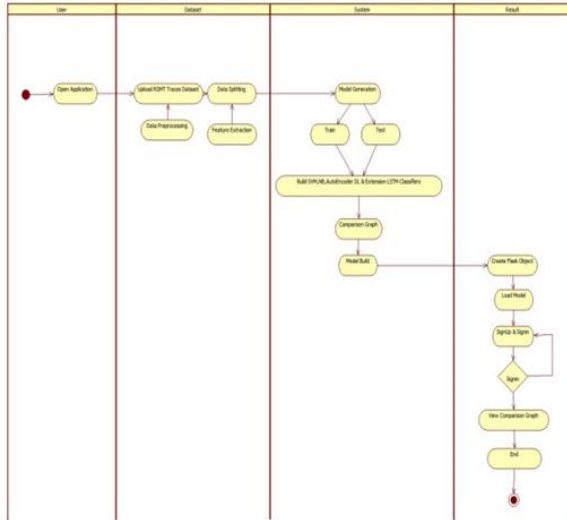 User
Dataset
System
Result
Open Application
Upload RSMT Traces Dataset
Data Splitting
Model Generation
Data Preprocessing
Feature Extraction
Train
Test
Build SVM,NB,AutoEncoder DL & Extension LSTM Classifiers
Comparison Graph
Model Build
Create Flask Object
Load Model
SignUp & Signin
Signin
View Comparison Graph
End